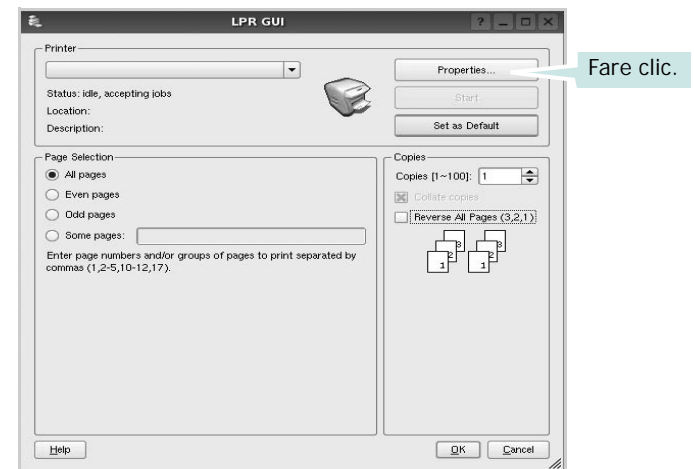 LPR GUI
Printer
Properties...
Fare clic.
Status: idle, accepting jobs
Start
Location:
Description:
Set as Default
Page Selection
All pages
Even pages
Odd pages
Some pages:
Enter page numbers and/or groups of pages to print separated by
commas (1,2-5,10-12,17).
Copies
Copies [1~100]: 1
Collate copies
Reverse All Pages (3,2,1)
3 3
2 2
1 1
Help
OK Cancel